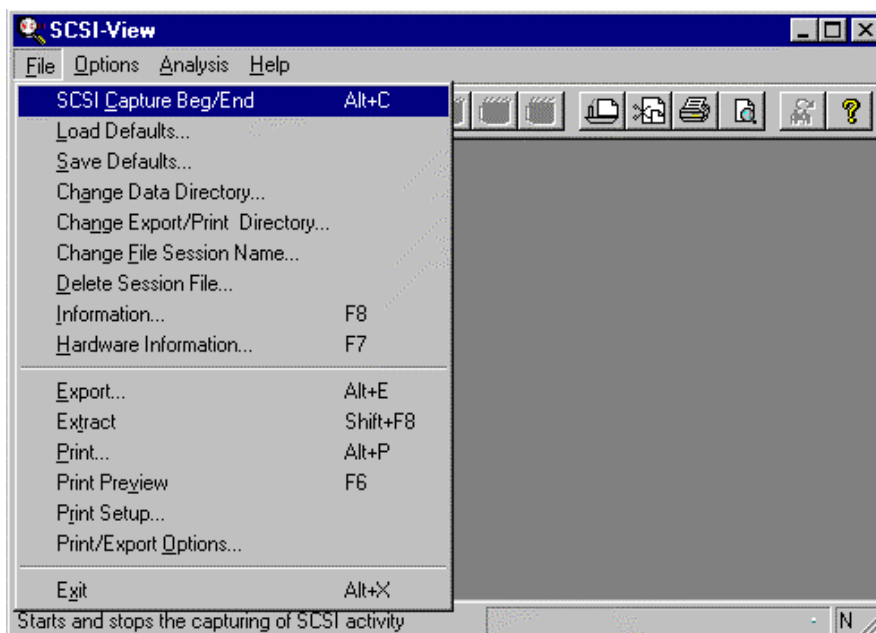 SCSI-View
File Options Analysis Help
SCSI Capture Beg/End Alt+C
Load Defaults...
Save Defaults...
Change Data Directory...
Change Export/Print Directory...
Change File Session Name...
Delete Session File...
Information... F8
Hardware Information... F7
Export... Alt+E
Extract Shift+F8
Print... Alt+P
Print Preview F6
Print Setup...
Print/Export Options...
Exit Alt+X
Starts and stops the capturing of SCSI activity N